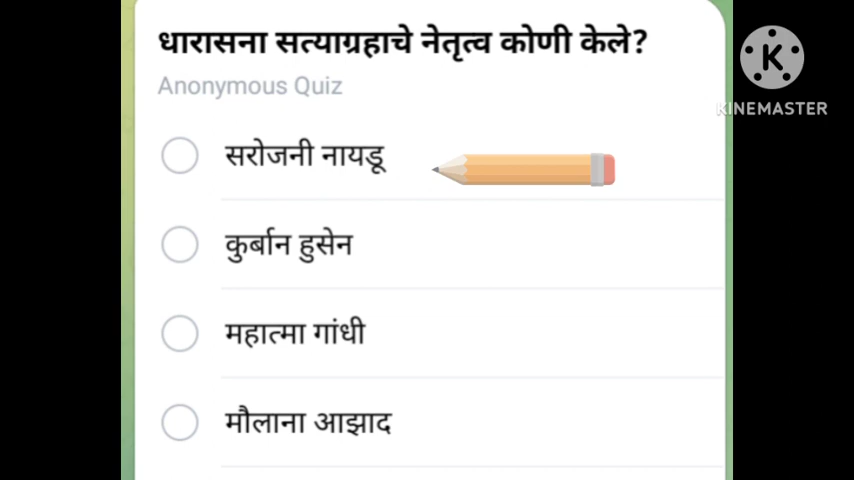 धारासना सत्याग्रहाचे नेतृत्व कोणी केले?
Anonymous Quiz
सरोजनी नायडू
कुर्बान हुसेन
महात्मा गांधी
मौलाना आझाद
K
KINEMASTER